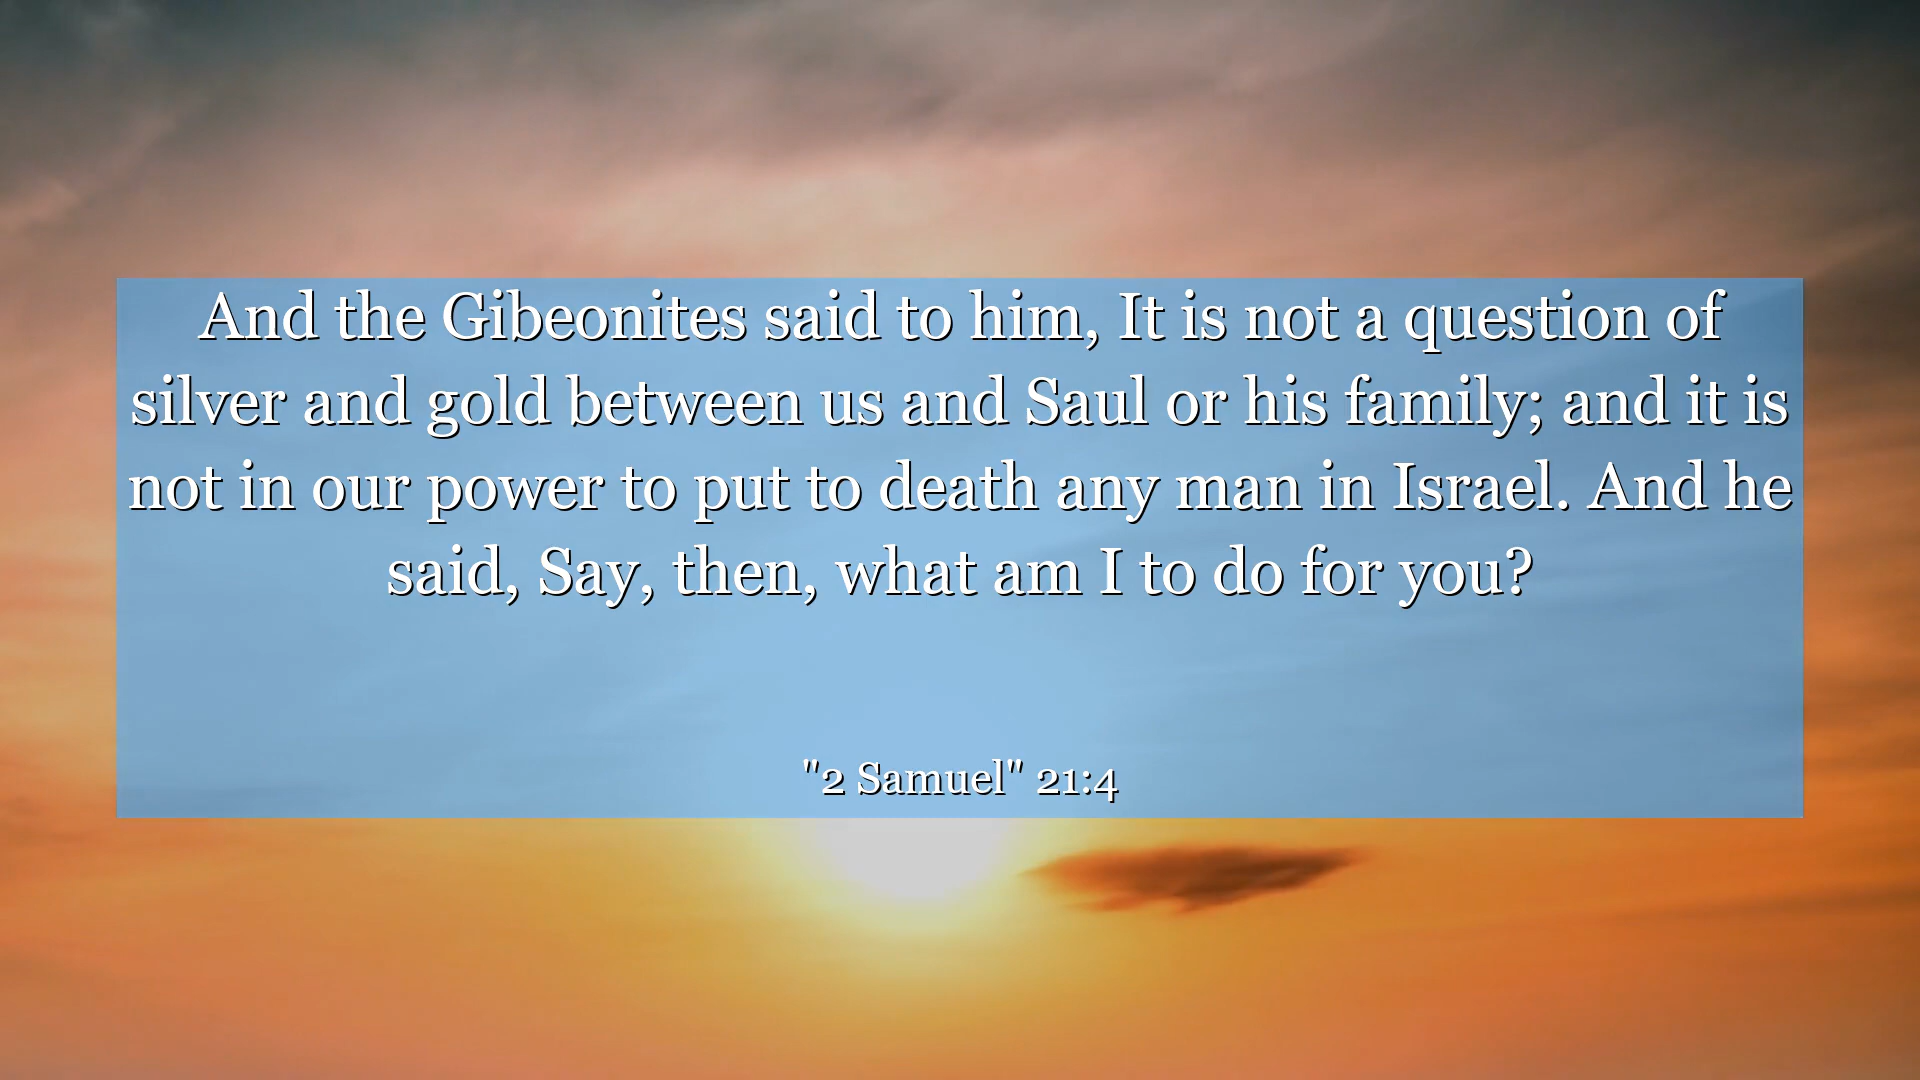 And the Gibeonites said to him, It is not a question of
silver and gold between us and Saul or his family; and it is
not in our power to put to death any man in Israel. And he
said, Say, then, what am I to do for you?
"2 Samuel" 21:4